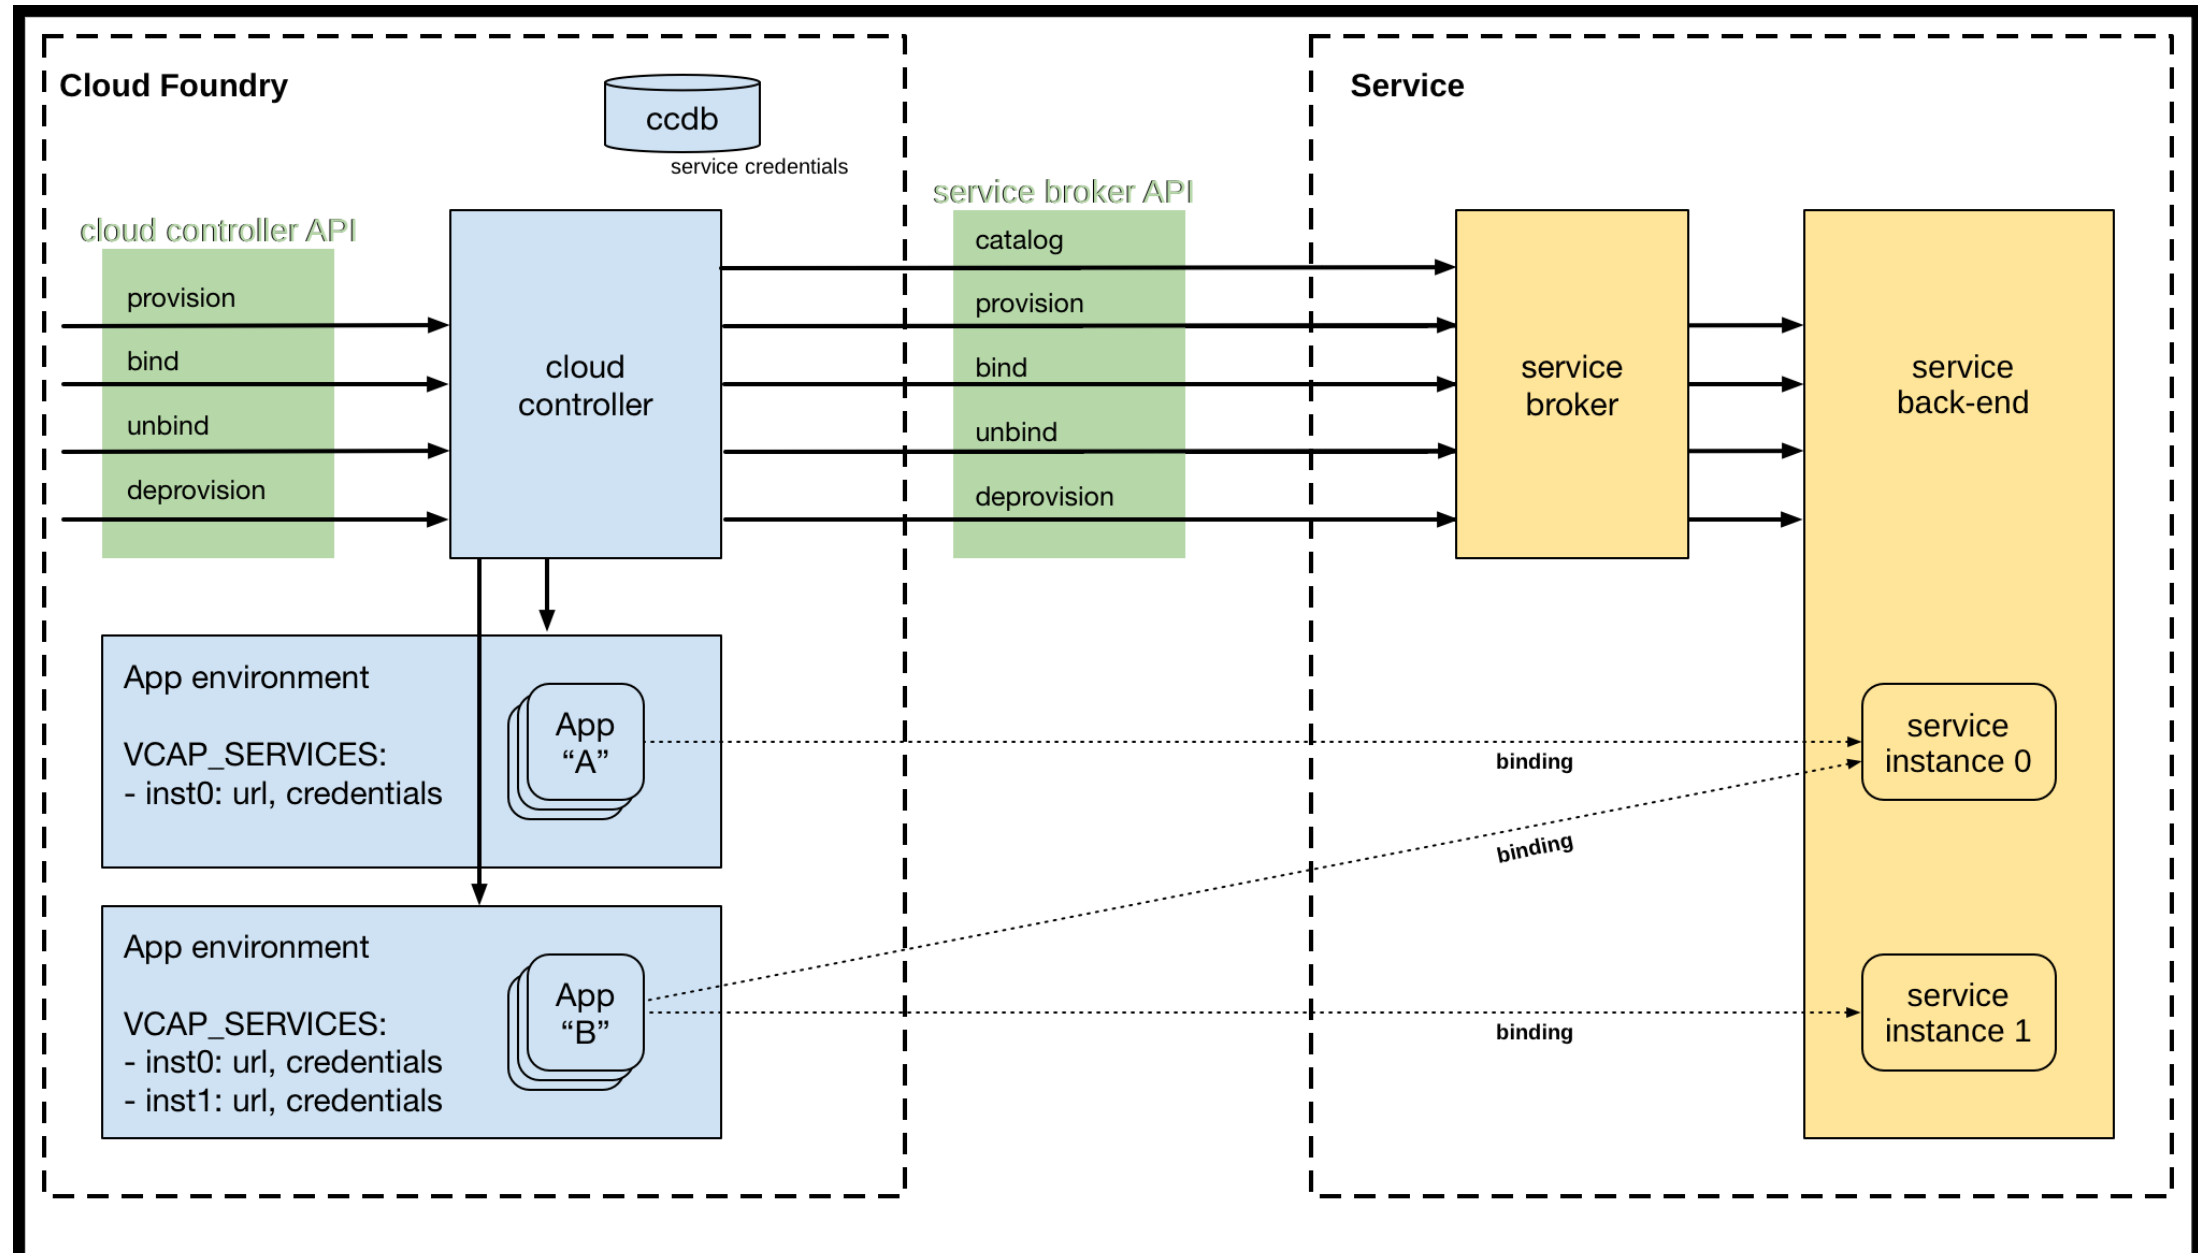 Cloud Foundry
ccdb
service credentials
Service
cloud controller API
provision
bind
unbind
deprovision
cloud
controller
service broker API
catalog
provision
bind
unbind
deprovision
service
broker
service
back-end
App environment
VCAP_SERVICES:
- inst0: url, credentials
App
“A”
binding
service
instance 0
binding
App environment
VCAP_SERVICES:
- inst0: url, credentials
- inst1: url, credentials
App
“B”
binding
service
instance 1